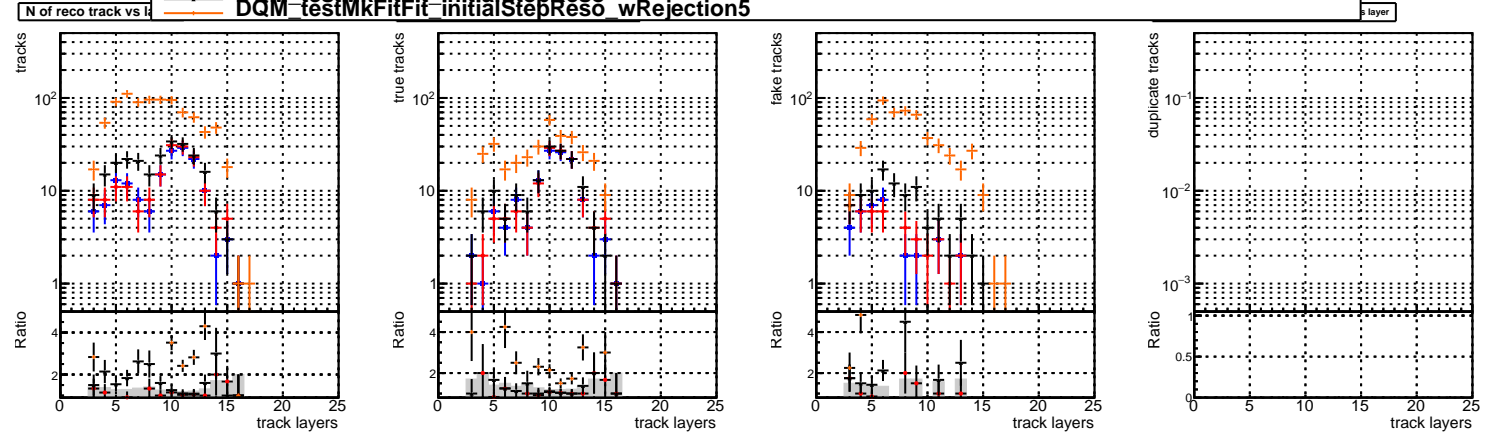 N of reco track vs la
DQM_testMkFitFit_initialStepReso_wRejection5
s layer
tracks
10²
10
1
Ratio
4
2
0 5 10 15 20 25
track layers
true tracks
10²
10
1
Ratio
4
2
0 5 10 15 20 25
track layers
fake tracks
10²
10
1
Ratio
4
2
0 5 10 15 20 25
track layers
duplicate tracks
10⁻¹
10⁻²
10⁻³
Ratio
1
0.5
0
0 5 10 15 20 25
track layers